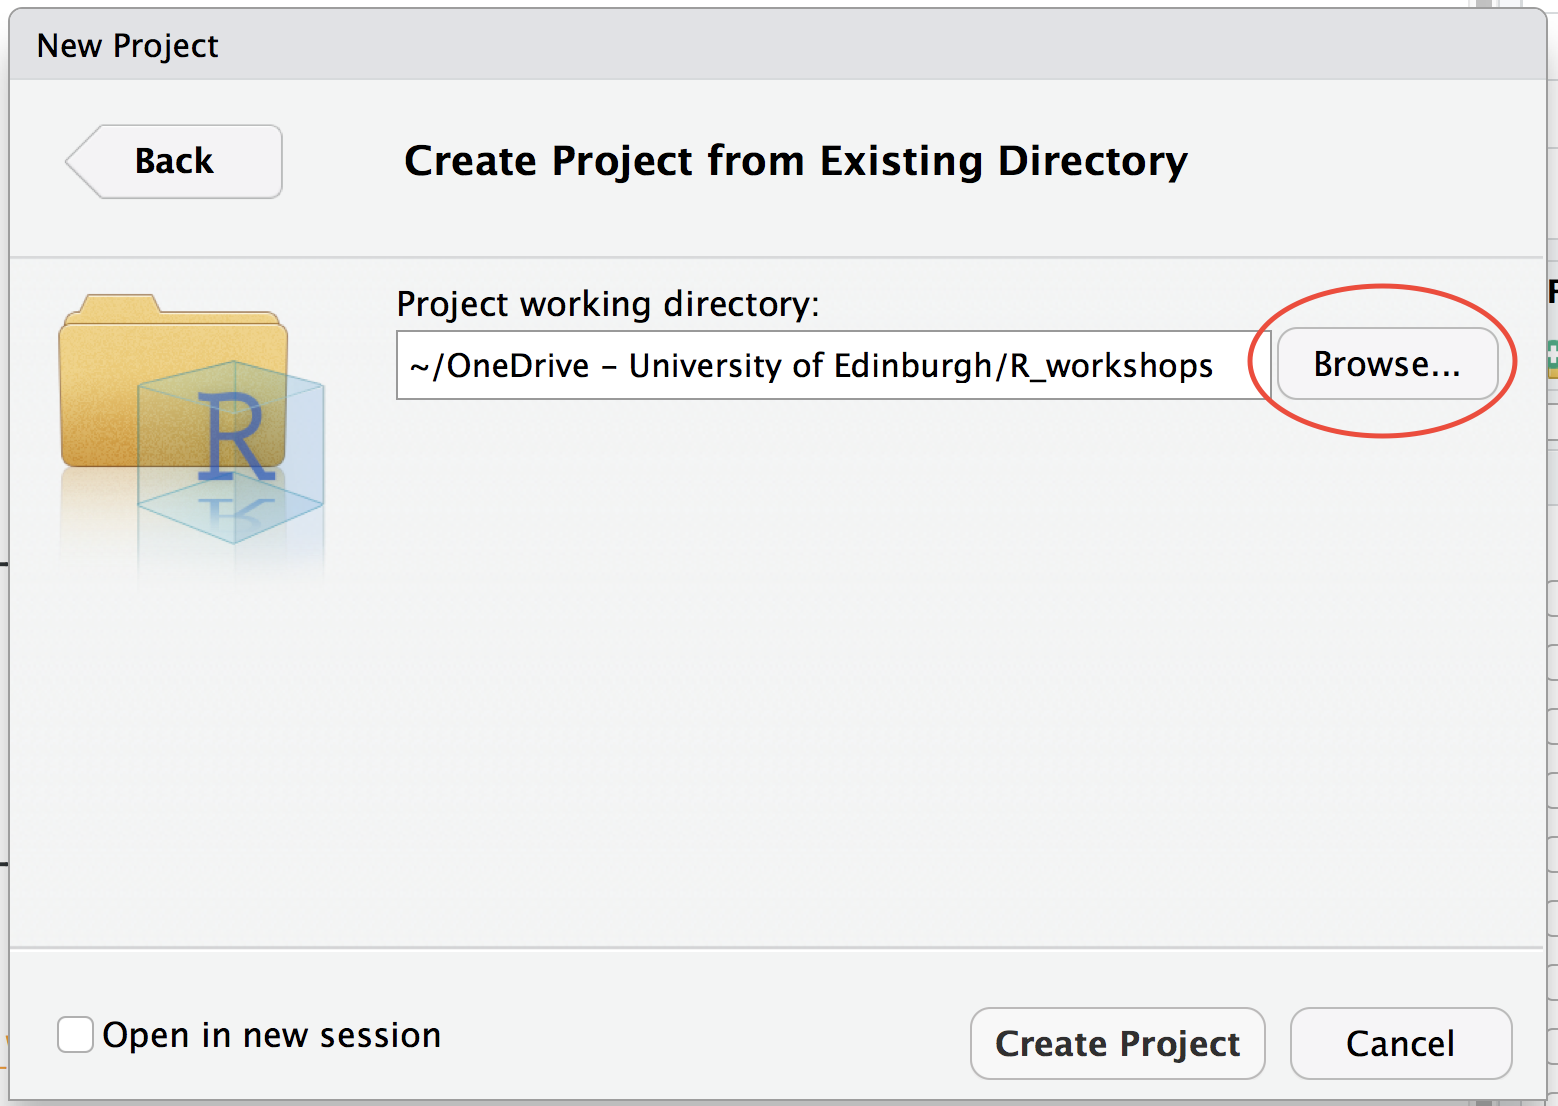 New Project
Back
Create Project from Existing Directory
Project working directory:
~/OneDrive – University of Edinburgh/R_workshops
Browse...
R
Open in new session
Create Project
Cancel